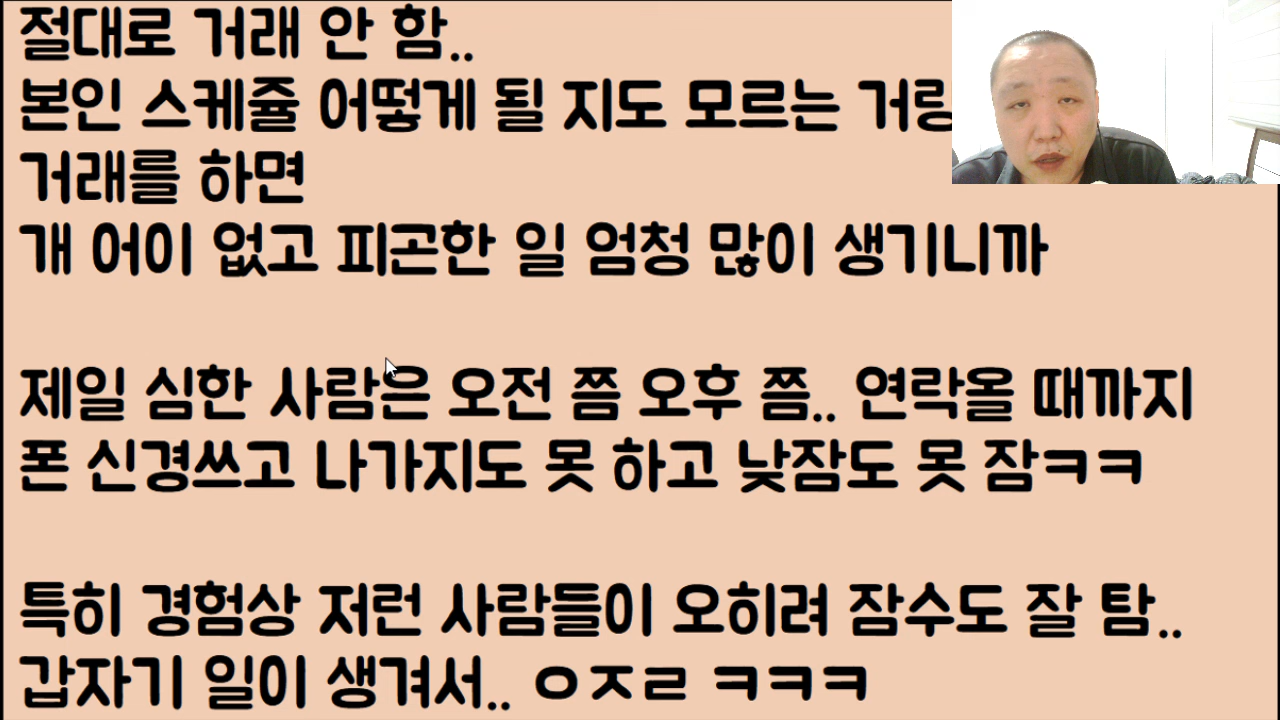 절대로 거래 안 함..
본인 스케쥴 어떻게 될 지도 모르는 거랑
거래를 하면
개 어이 없고 피곤한 일 엄청 많이 생기니까
제일 심한 사람은 오전 쯤 오후 쯤.. 연락올 때까지
폰 신경쓰고 나가지도 못 하고 낮잠도 못 잠ㅋㅋ
특히 경험상 저런 사람들이 오히려 잠수도 잘 탐..
갑자기 일이 생겨서.. ㅇㅈㄹ ㅋㅋㅋ